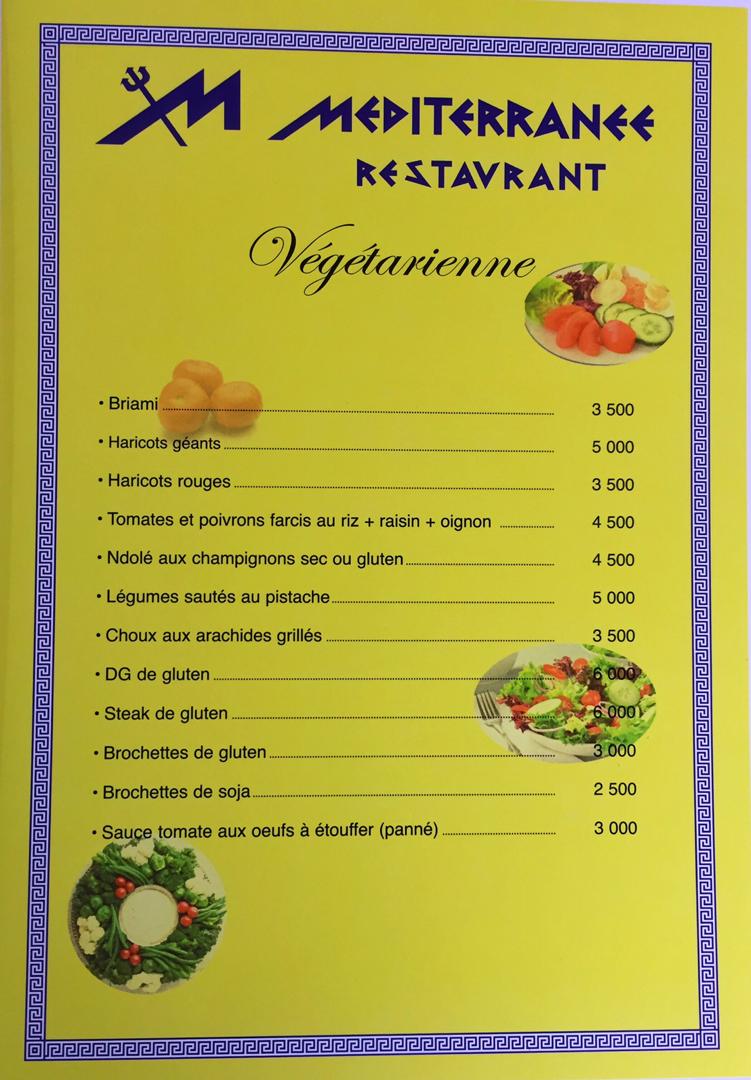 MEDITERRANEE
RESTAVRANT
Végétarienne
• Briami 3 500
• Haricots géants 5 000
• Haricots rouges 3 500
• Tomates et poivrons farcis au riz + raisin + oignon 4 500
• Ndolé aux champignons sec ou gluten 4 500
• Légumes sautés au pistache 5 000
• Choux aux arachides grillés 3 500
• DG de gluten 6 000
• Steak de gluten 6 000
• Brochettes de gluten 3 000
• Brochettes de soja 2 500
• Sauce tomate aux oeufs à étouffer (panné) 3 000